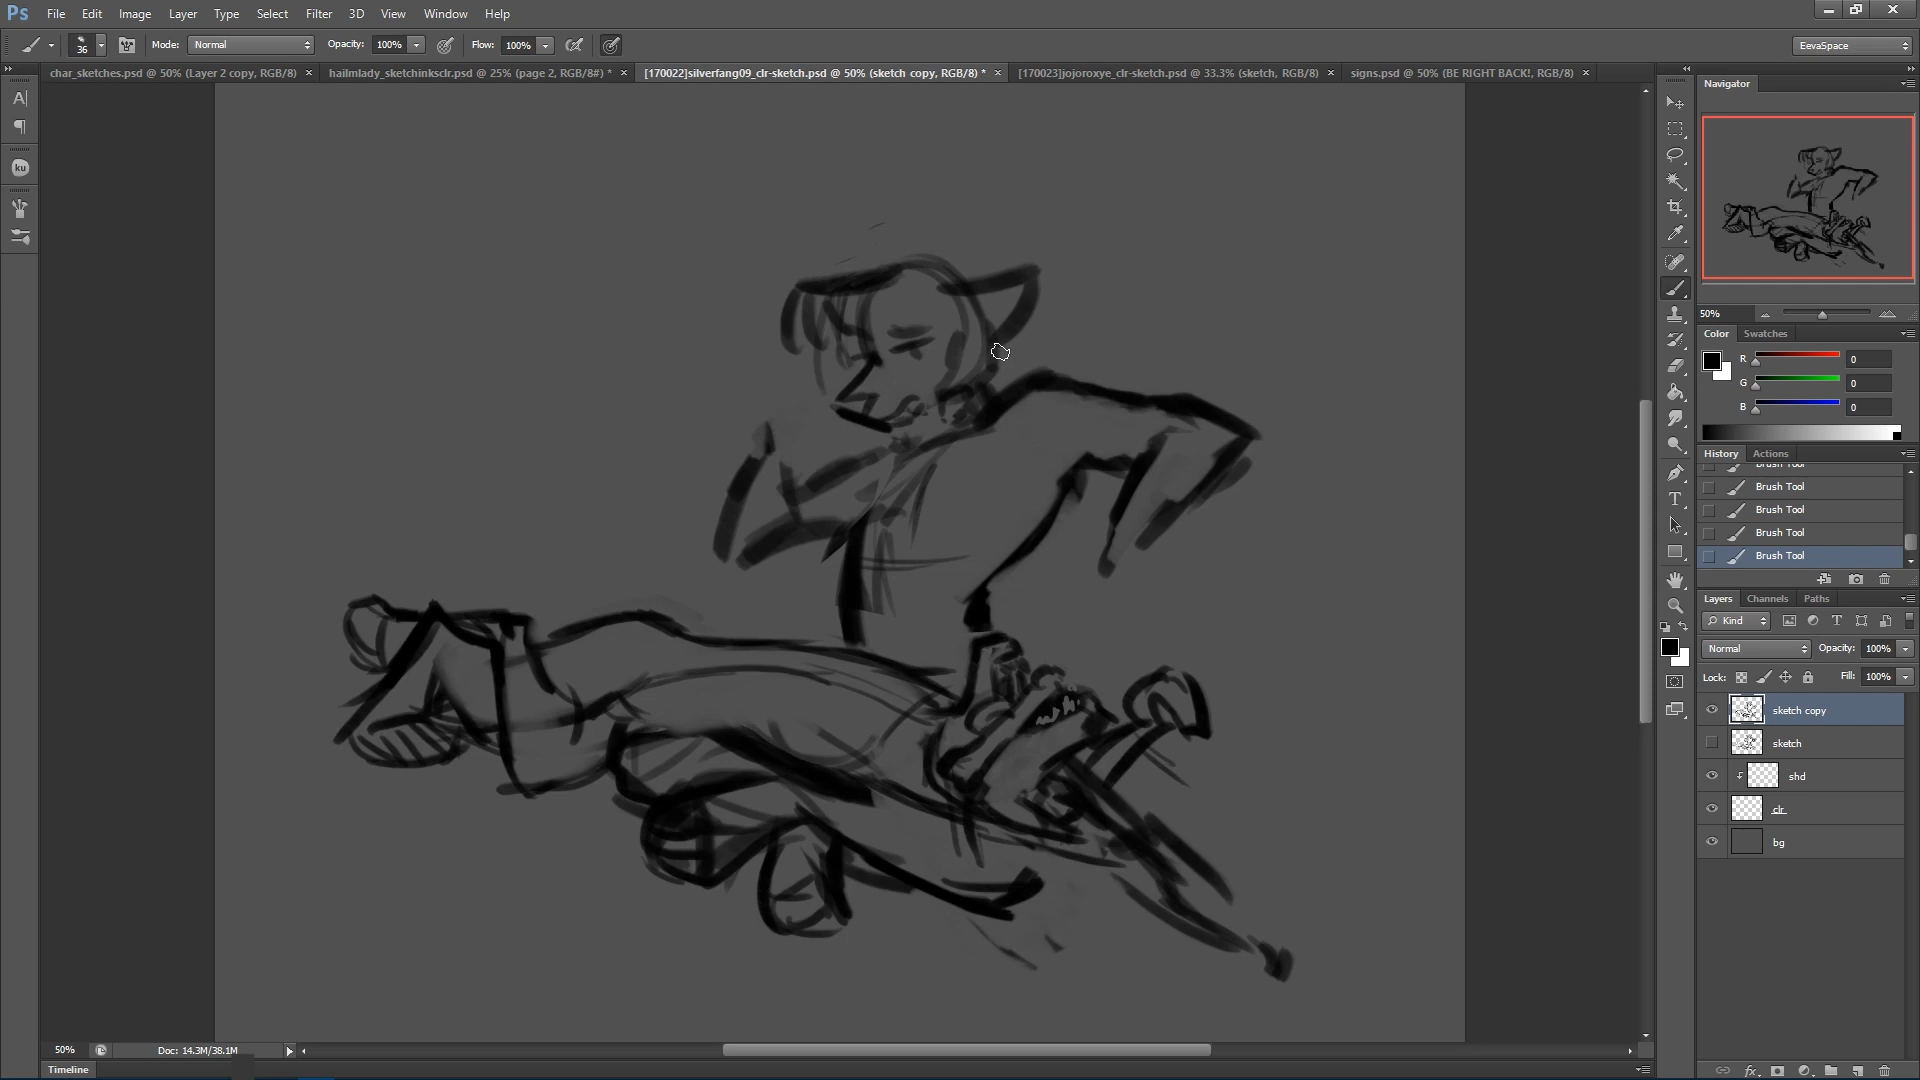 Ps File Edit Image Layer Type Select Filter 3D View Window Help
36 Mode: Normal Opacity: 100% Flow: 100% EevaSpace
char_sketches.psd @ 50% (Layer 2 copy, RGB/8) × hailmlady_sketchinksclr.psd @ 25% (page 2, RGB/8#) * × [170022]silverfang09_clr-sketch.psd @ 50% (sketch copy, RGB/8) * × [170023]jojoroxye_clr-sketch.psd @ 33.3% (sketch, RGB/8) × signs.psd @ 50% (BE RIGHT BACK!, RGB/8) ×
Navigator
ku
50%
Color Swatches
R 0
G 0
B 0
History Actions
Brush Tool
Brush Tool
Brush Tool
Brush Tool
Brush Tool
Layers Channels Paths
Kind
Normal Opacity: 100%
Lock: Fill: 100%
sketch copy
sketch
shd
clr
bg
50% Doc: 14.3M/38.1M
Timeline